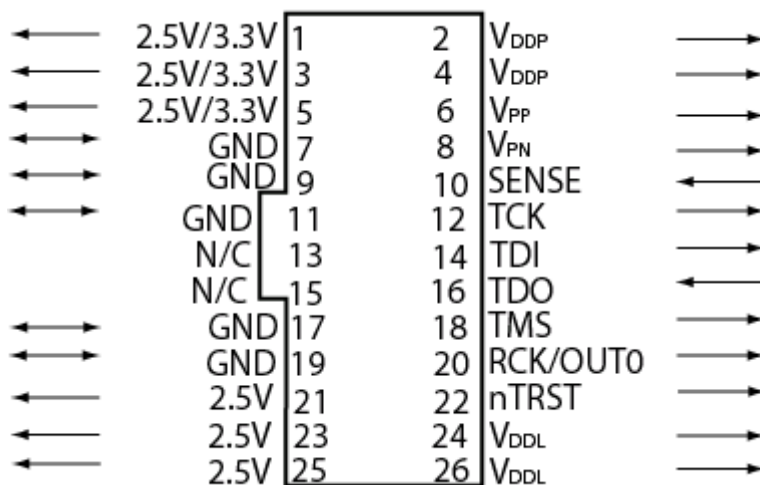 2.5V/3.3V 1 2 VDDP
2.5V/3.3V 3 4 VDDP
2.5V/3.3V 5 6 VPP
GND 7 8 VPN
GND 9 10 SENSE
GND 11 12 TCK
N/C 13 14 TDI
N/C 15 16 TDO
GND 17 18 TMS
GND 19 20 RCK/OUT0
2.5V 21 22 nTRST
2.5V 23 24 VDDL
2.5V 25 26 VDDL